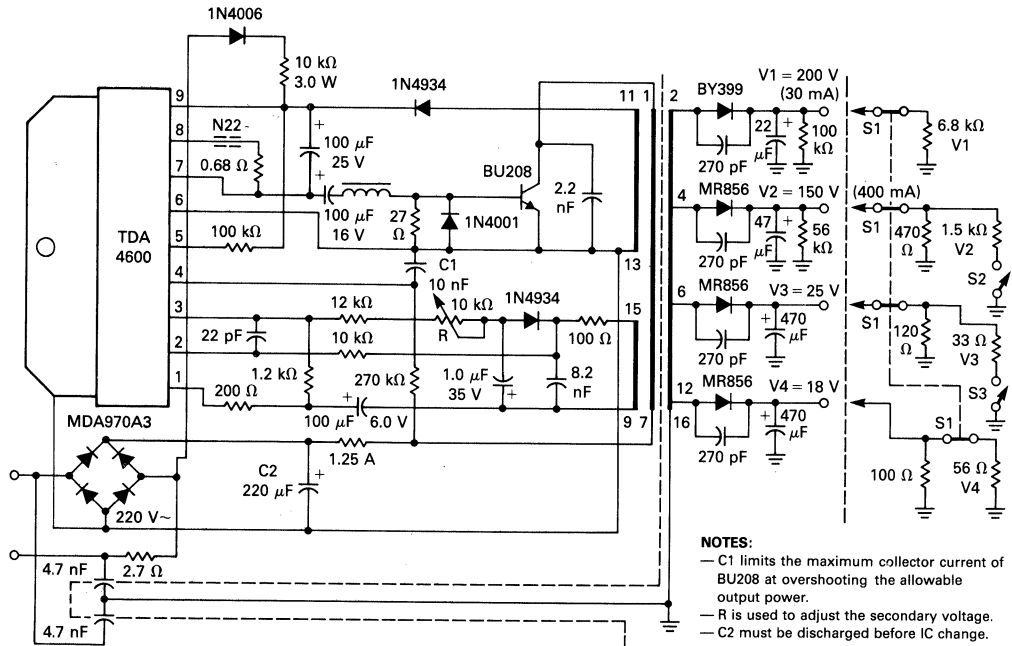 1N4006
10 kΩ
3.0 W
1N4934
11
1
2
BY399
V1 = 200 V
(30 mA)
9
8
7
6
5
4
3
2
1
N22
0.68 Ω
+
100 µF
25 V
+
100 µF
16 V
27
Ω
1N4001
BU208
2.2
nF
22
µF
+
100
kΩ
270 pF
S1
6.8 kΩ
V1
TDA
4600
100 kΩ
C1
10 nF
13
4
MR856
V2 = 150 V
(400 mA)
47
µF
+
56
kΩ
270 pF
S1
470
Ω
1.5 kΩ
V2
S2
12 kΩ
10 kΩ
R
1N4934
15
100 Ω
22 pF
10 kΩ
6
MR856
V3 = 25 V
+
470
µF
270 pF
S1
120
Ω
33 Ω
V3
S3
1.2 kΩ
270 kΩ
1.0 µF
35 V
+
8.2
nF
200 Ω
+
100 µF
6.0 V
9
7
12
16
MR856
V4 = 18 V
+
470
µF
270 pF
S1
100 Ω
56 Ω
V4
MDA970A3
1.25 A
C2
220 µF
+
220 V~
4.7 nF
2.7 Ω
4.7 nF
NOTES:
— C1 limits the maximum collector current of
BU208 at overshooting the allowable
output power.
— R is used to adjust the secondary voltage.
— C2 must be discharged before IC change.